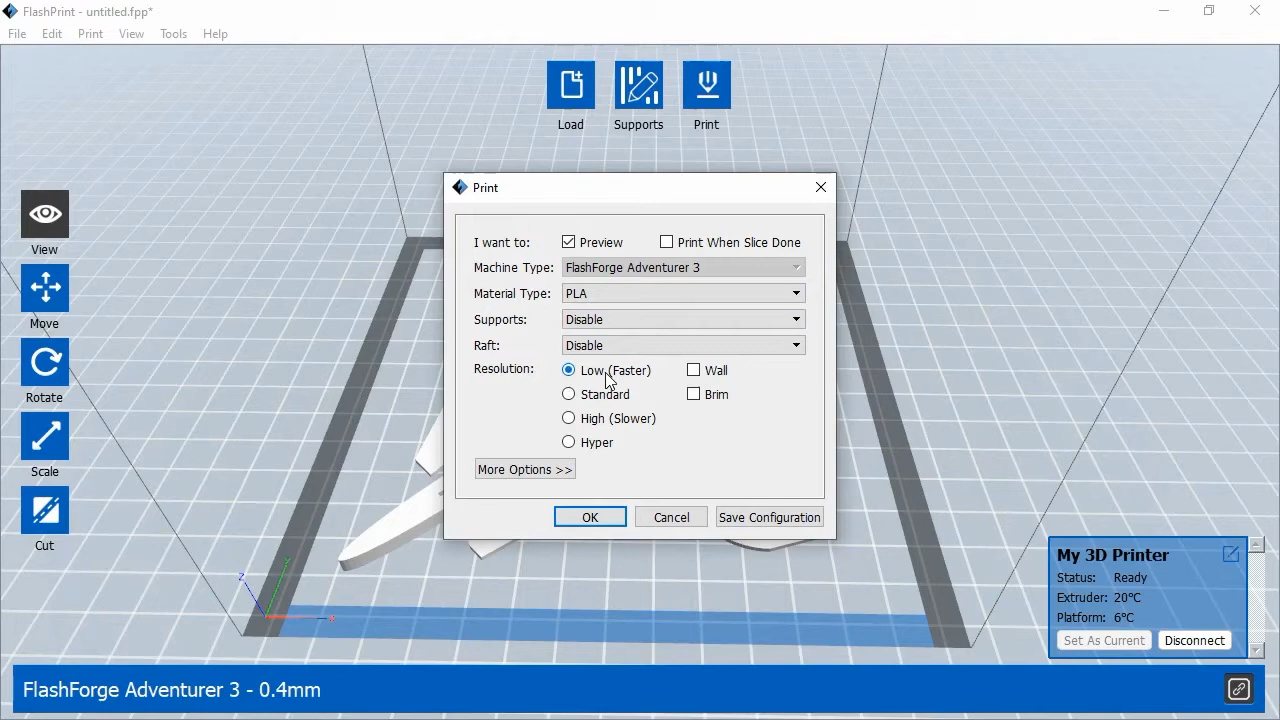 FlashPrint - untitled.fpp*
File Edit Print View Tools Help
Load Supports Print
View
Move
Rotate
Scale
Cut
Print
I want to: Preview Print When Slice Done
Machine Type: FlashForge Adventurer 3
Material Type: PLA
Supports: Disable
Raft: Disable
Resolution: Low (Faster) Wall
Standard Brim
High (Slower)
Hyper
More Options >>
OK Cancel Save Configuration
z y x
My 3D Printer
Status: Ready
Extruder: 20°C
Platform: 6°C
Set As Current Disconnect
FlashForge Adventurer 3 - 0.4mm